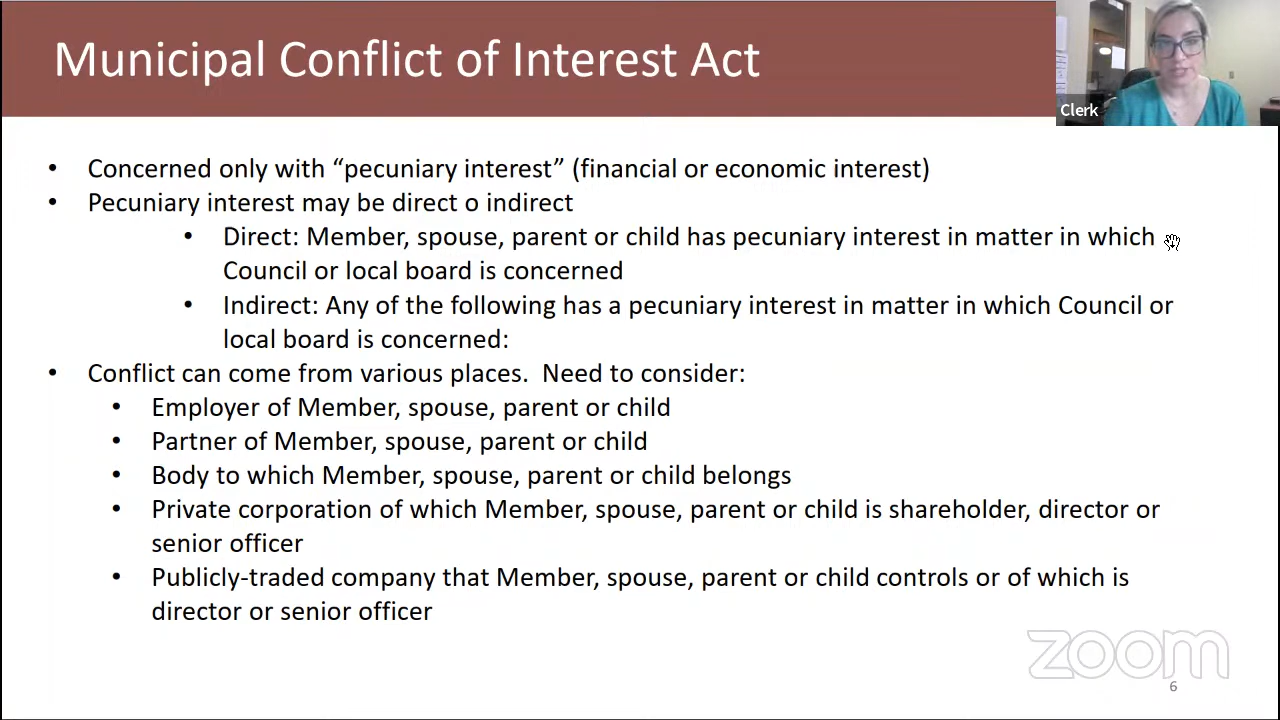 Municipal Conflict of Interest Act
Clerk
• Concerned only with “pecuniary interest” (financial or economic interest)
• Pecuniary interest may be direct o indirect
• Direct: Member, spouse, parent or child has pecuniary interest in matter in which
Council or local board is concerned
• Indirect: Any of the following has a pecuniary interest in matter in which Council or
local board is concerned:
• Conflict can come from various places.  Need to consider:
• Employer of Member, spouse, parent or child
• Partner of Member, spouse, parent or child
• Body to which Member, spouse, parent or child belongs
• Private corporation of which Member, spouse, parent or child is shareholder, director or
senior officer
• Publicly-traded company that Member, spouse, parent or child controls or of which is
director or senior officer
zoom
6